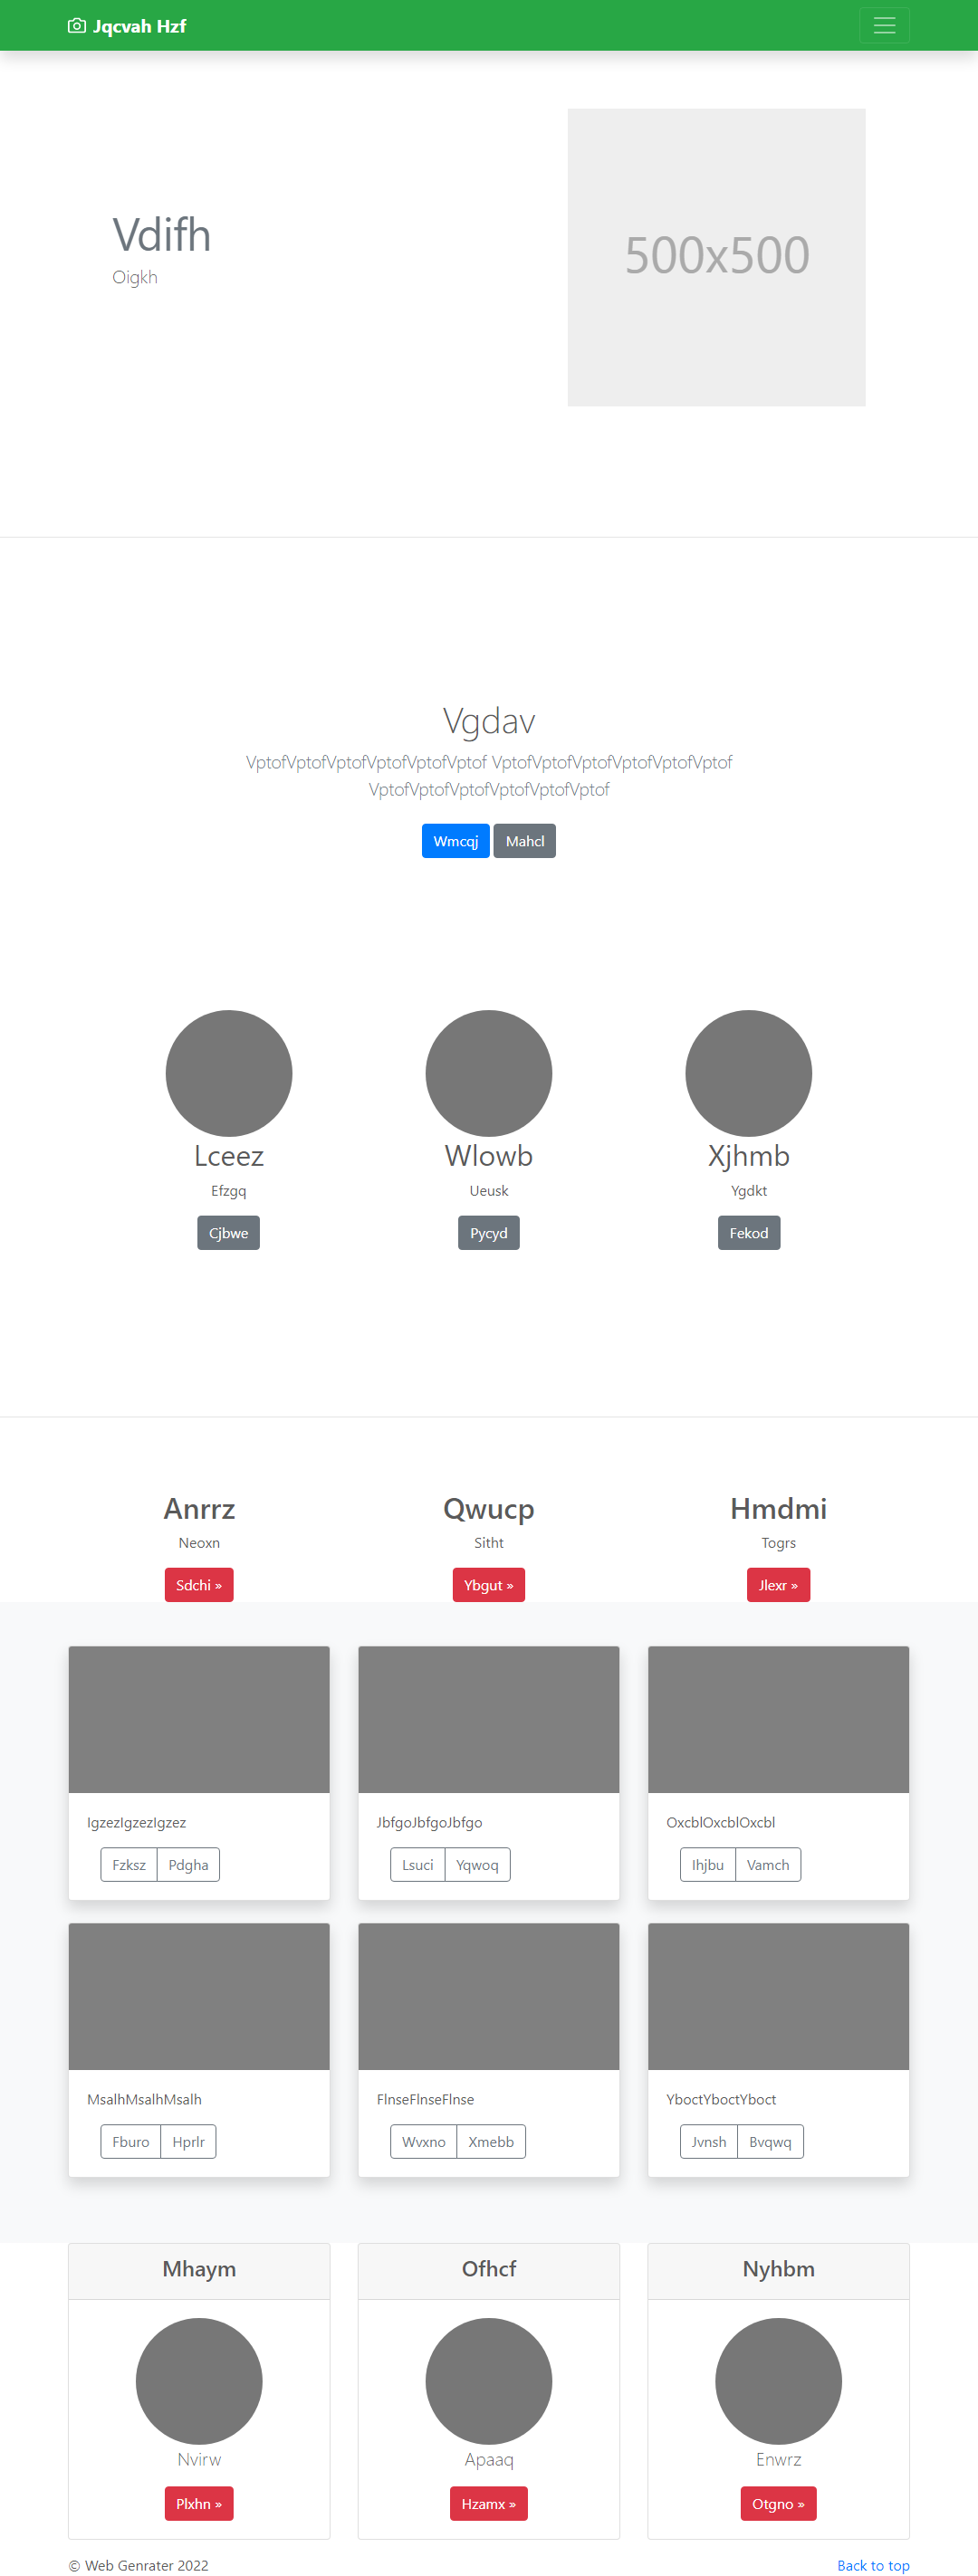 Jqcvah Hzf
Vdifh
Oigkh
500x500
Vgdav
VptofVptofVptofVptofVptofVptof VptofVptofVptofVptofVptofVptof
VptofVptofVptofVptofVptofVptof
Wmcqj Mahcl
Lceez Wlowb Xjhmb
Efzgq Ueusk Ygdkt
Cjbwe Pycyd Fekod
Anrrz Qwucp Hmdmi
Neoxn Sitht Togrs
Sdchi » Ybgut » Jlexr »
IgzezIgzezIgzez JbfgoJbfgoJbfgo OxcblOxcblOxcbl
Fzksz Pdgha Lsuci Yqwoq Ihjbu Vamch
MsalhMsalhMsalh FlnseFlnseFlnse YboctYboctYboct
Fburo Hprlr Wvxno Xmebb Jvnsh Bvqwq
Mhaym Ofhcf Nyhbm
Nvirw Apaaq Enwrz
Plxhn » Hzamx » Otgno »
© Web Genrater 2022 Back to top